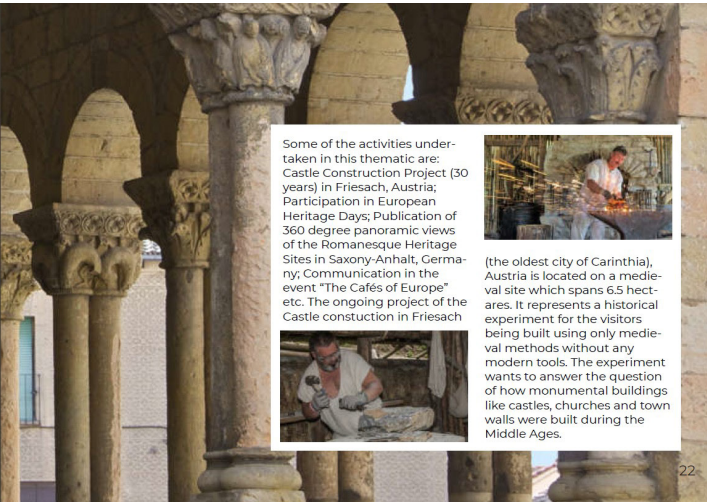 Some of the activities under-
taken in this thematic are:
Castle Construction Project (30
years) in Friesach, Austria;
Participation in European
Heritage Days; Publication of
360 degree panoramic views
of the Romanesque Heritage
Sites in Saxony-Anhalt, Germa-
ny; Communication in the
event “The Cafés of Europe”
etc. The ongoing project of the
Castle constuction in Friesach
(the oldest city of Carinthia),
Austria is located on a medie-
val site which spans 6.5 hect-
ares. It represents a historical
experiment for the visitors
being built using only medie-
val methods without any
modern tools. The experiment
wants to answer the question
of how monumental buildings
like castles, churches and town
walls were built during the
Middle Ages.
22